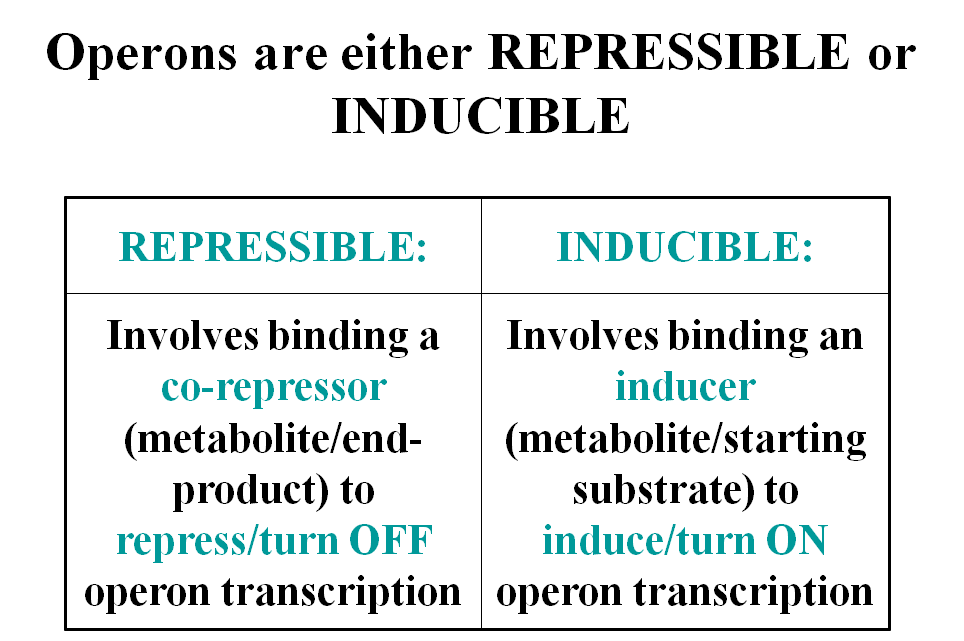 Operons are either REPRESSIBLE or
INDUCIBLE
REPRESSIBLE:
INDUCIBLE:
Involves binding a
co-repressor
(metabolite/end-
product) to
repress/turn OFF
operon transcription
Involves binding an
inducer
(metabolite/starting
substrate) to
induce/turn ON
operon transcription